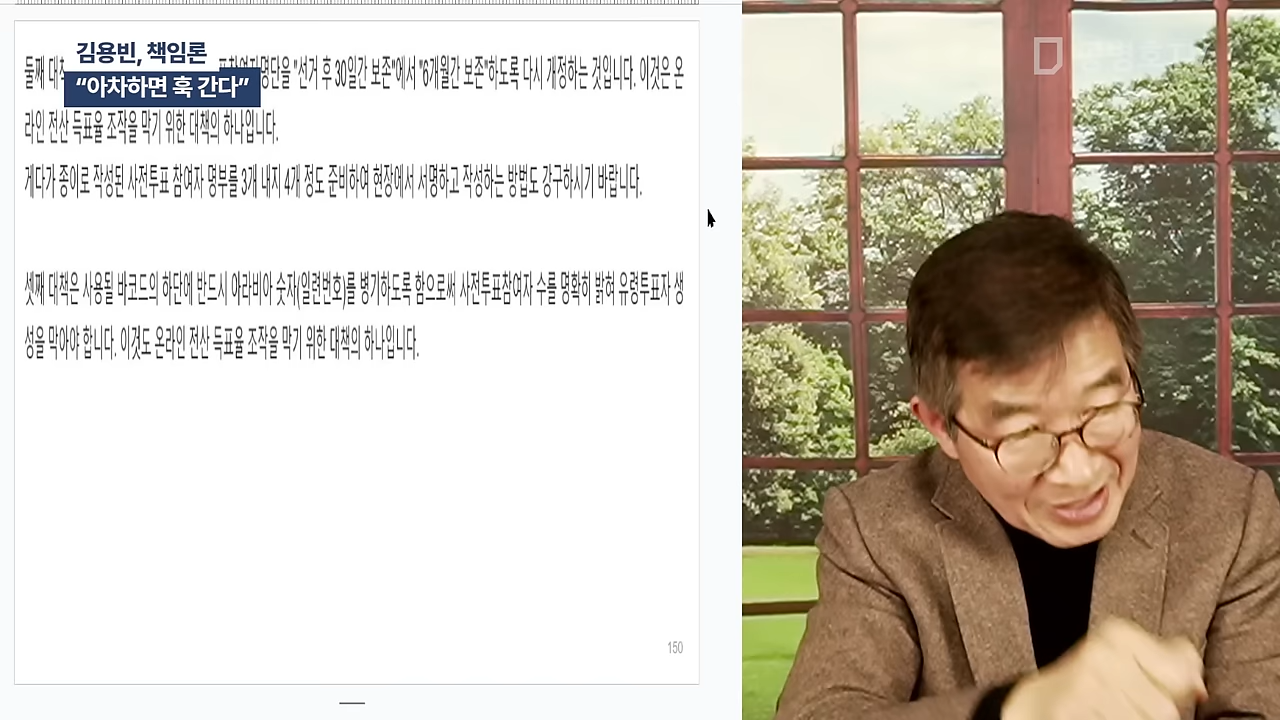 김용빈, 책임론
“아차하면 훅 간다”
둘째 대책 표참여자명단을 "선거 후 30일간 보존"에서 "6개월간 보존"하도록 다시 개정하는 것입니다. 이것은 온
라인 전산 득표율 조작을 막기 위한 대책의 하나입니다.
게다가 종이로 작성된 사전투표 참여자 명부를 3개 내지 4개 정도 준비하여 현장에서 서명하고 작성하는 방법도 강구하시기 바랍니다.
셋째 대책은 사용될 바코드의 하단에 반드시 아라비아 숫자(일련번호)를 병기하도록 함으로써 사전투표참여자 수를 명확히 밝혀 유령투표자 생
성을 막아야 합니다. 이것도 온라인 전산 득표율 조작을 막기 위한 대책의 하나입니다.
150